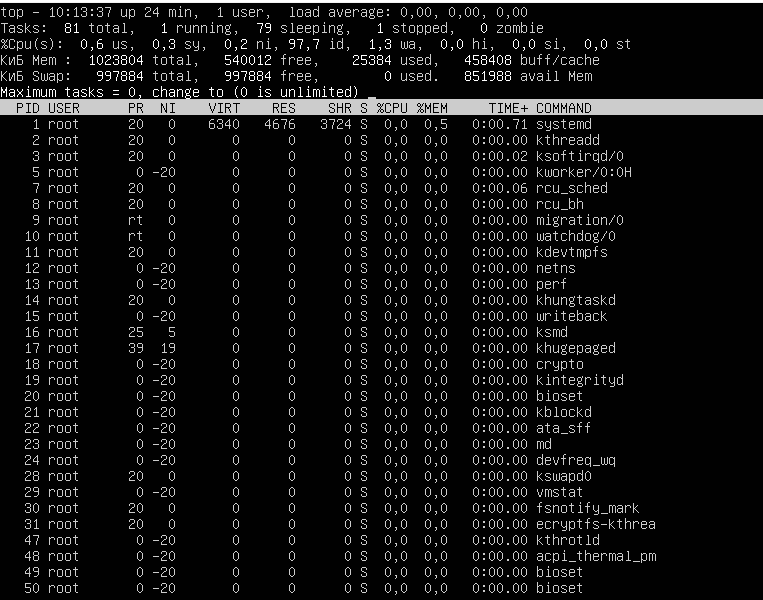 top - 10:13:37 up 24 min,  1 user,  load average: 0,00, 0,00, 0,00
Tasks:  81 total,   1 running,  79 sleeping,   1 stopped,   0 zombie
%Cpu(s):  0,6 us,  0,3 sy,  0,2 ni, 97,7 id,  1,3 wa,  0,0 hi,  0,0 si,  0,0 st
КиБ Mem :  1023804 total,   540012 free,    25384 used,   458408 buff/cache
КиБ Swap:   997884 total,   997884 free,        0 used.   851988 avail Mem
Maximum tasks = 0, change to (0 is unlimited) _
PID USER      PR  NI    VIRT    RES    SHR S %CPU %MEM     TIME+ COMMAND
1 root      20   0    6340   4676   3724 S  0,0  0,5   0:00.71 systemd
2 root      20   0       0      0      0 S  0,0  0,0   0:00.00 kthreadd
3 root      20   0       0      0      0 S  0,0  0,0   0:00.02 ksoftirqd/0
5 root       0 -20       0      0      0 S  0,0  0,0   0:00.00 kworker/0:0H
7 root      20   0       0      0      0 S  0,0  0,0   0:00.06 rcu_sched
8 root      20   0       0      0      0 S  0,0  0,0   0:00.00 rcu_bh
9 root      rt   0       0      0      0 S  0,0  0,0   0:00.00 migration/0
10 root      rt   0       0      0      0 S  0,0  0,0   0:00.00 watchdog/0
11 root      20   0       0      0      0 S  0,0  0,0   0:00.00 kdevtmpfs
12 root       0 -20       0      0      0 S  0,0  0,0   0:00.00 netns
13 root       0 -20       0      0      0 S  0,0  0,0   0:00.00 perf
14 root      20   0       0      0      0 S  0,0  0,0   0:00.00 khungtaskd
15 root       0 -20       0      0      0 S  0,0  0,0   0:00.00 writeback
16 root      25   5       0      0      0 S  0,0  0,0   0:00.00 ksmd
17 root      39  19       0      0      0 S  0,0  0,0   0:00.00 khugepaged
18 root       0 -20       0      0      0 S  0,0  0,0   0:00.00 crypto
19 root       0 -20       0      0      0 S  0,0  0,0   0:00.00 kintegrityd
20 root       0 -20       0      0      0 S  0,0  0,0   0:00.00 bioset
21 root       0 -20       0      0      0 S  0,0  0,0   0:00.00 kblockd
22 root       0 -20       0      0      0 S  0,0  0,0   0:00.00 ata_sff
23 root       0 -20       0      0      0 S  0,0  0,0   0:00.00 md
24 root       0 -20       0      0      0 S  0,0  0,0   0:00.00 devfreq_wq
28 root      20   0       0      0      0 S  0,0  0,0   0:00.00 kswapd0
29 root       0 -20       0      0      0 S  0,0  0,0   0:00.00 vmstat
30 root      20   0       0      0      0 S  0,0  0,0   0:00.00 fsnotify_mark
31 root      20   0       0      0      0 S  0,0  0,0   0:00.00 ecryptfs-kthrea
47 root       0 -20       0      0      0 S  0,0  0,0   0:00.00 kthrotld
48 root       0 -20       0      0      0 S  0,0  0,0   0:00.00 acpi_thermal_pm
49 root       0 -20       0      0      0 S  0,0  0,0   0:00.00 bioset
50 root       0 -20       0      0      0 S  0,0  0,0   0:00.00 bioset